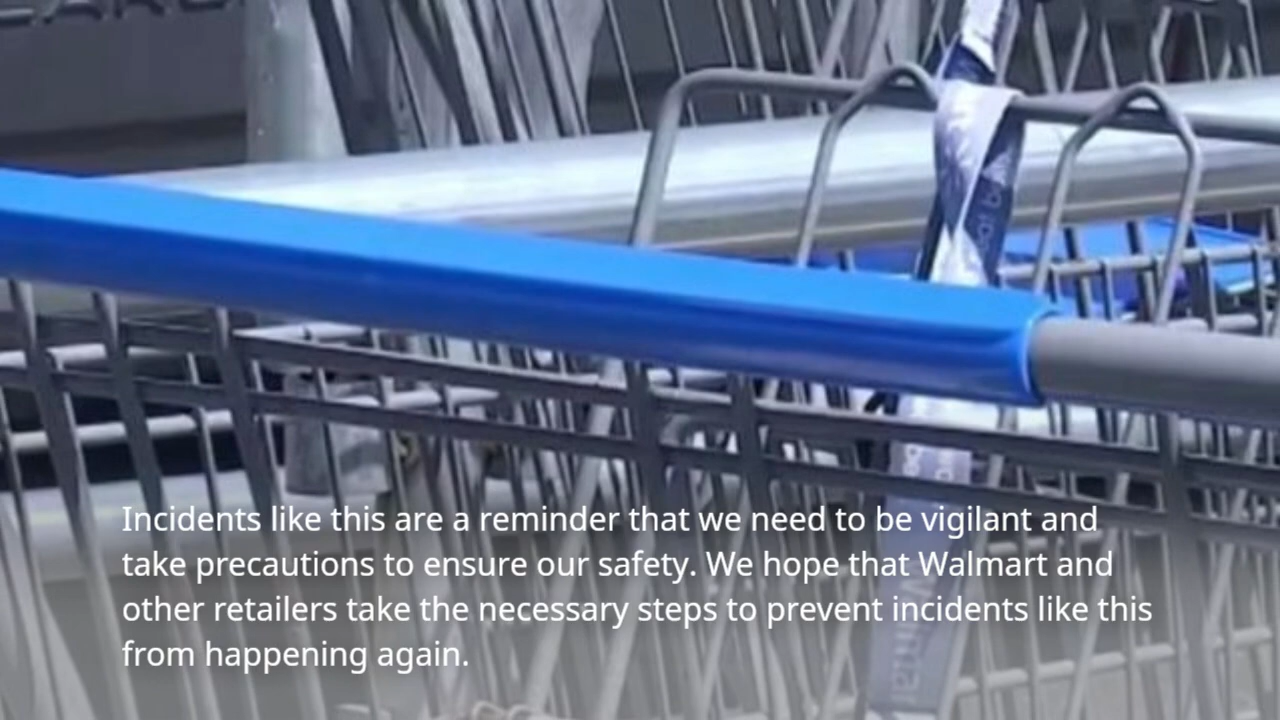 Incidents like this are a reminder that we need to be vigilant and
take precautions to ensure our safety. We hope that Walmart and
other retailers take the necessary steps to prevent incidents like this
from happening again.